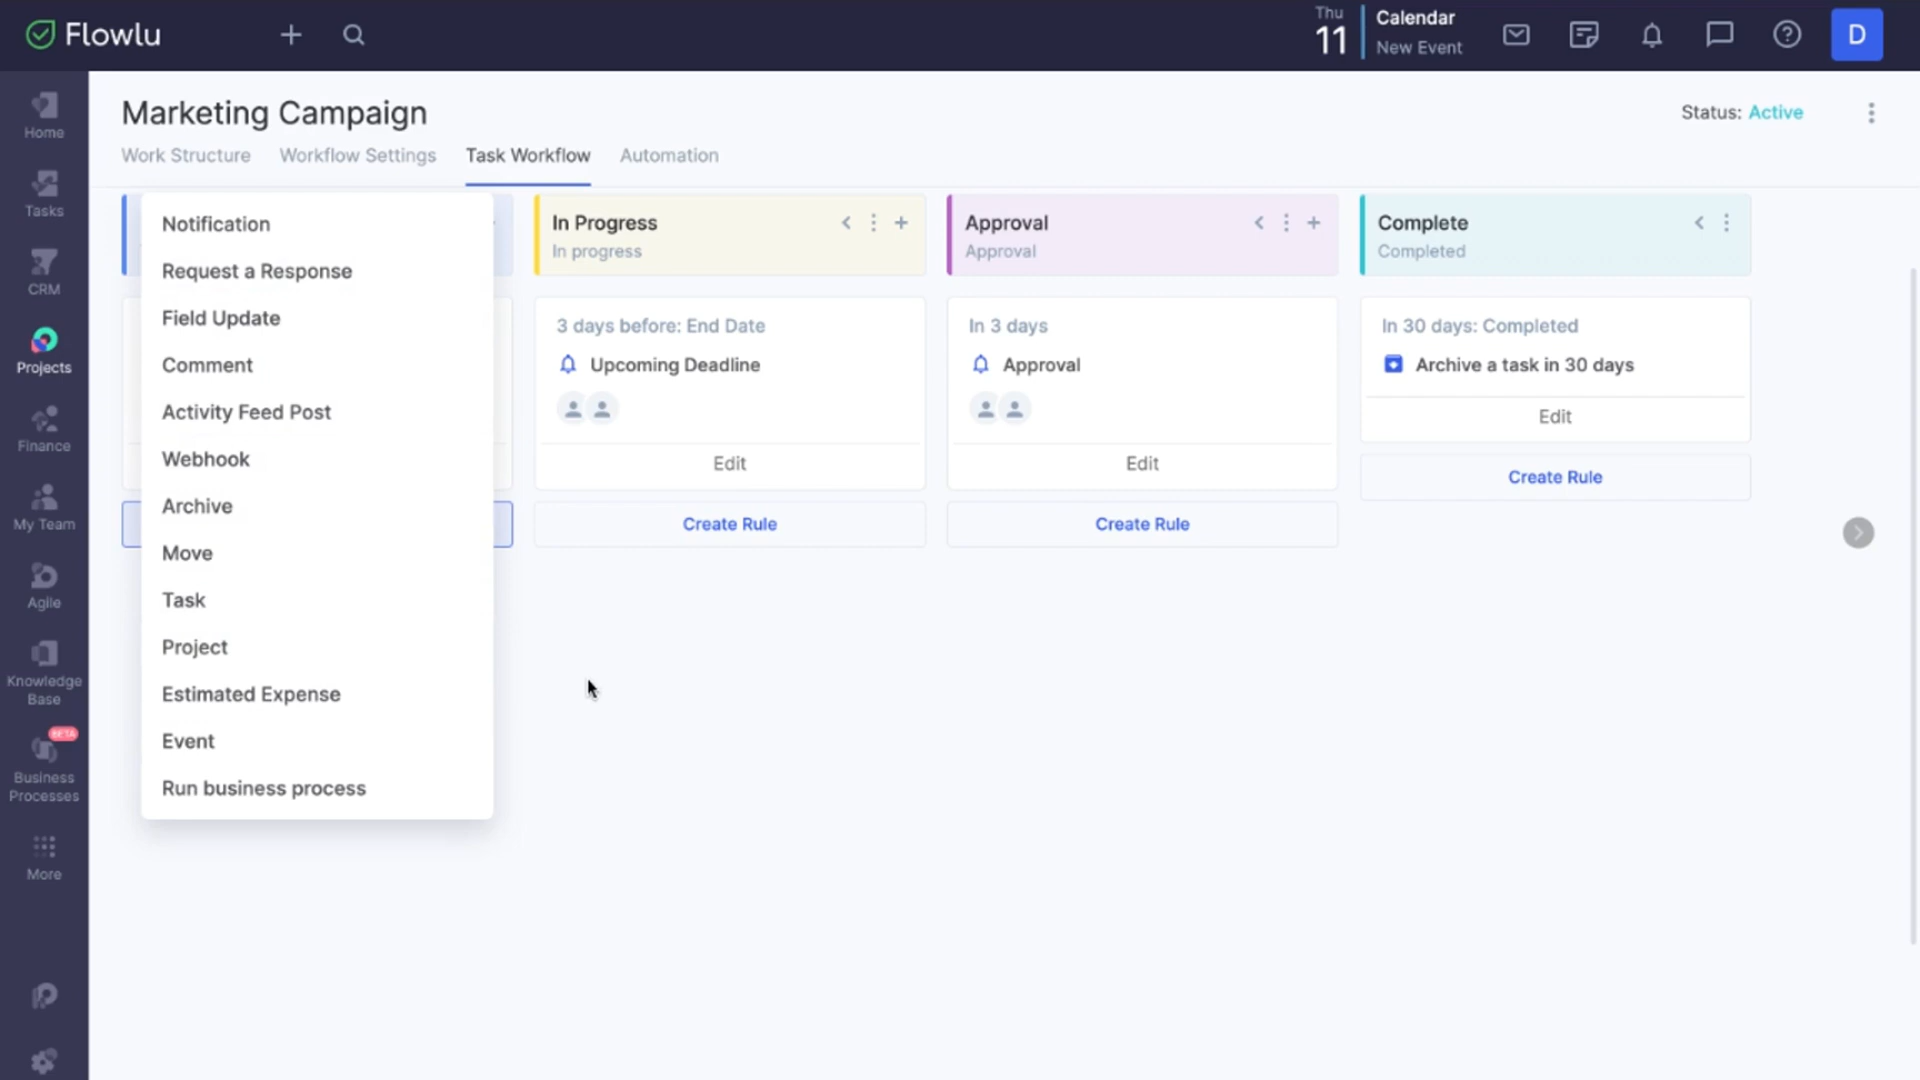 Flowlu
Thu
11
Calendar
New Event
D
Home
Tasks
CRM
Projects
Finance
My Team
Agile
Knowledge
Base
BETA
Business
Processes
More
Marketing Campaign
Status: Active
Work Structure
Workflow Settings
Task Workflow
Automation
Notification
Request a Response
Field Update
Comment
Activity Feed Post
Webhook
Archive
Move
Task
Project
Estimated Expense
Event
Run business process
In Progress
In progress
3 days before: End Date
Upcoming Deadline
Edit
Create Rule
Approval
Approval
In 3 days
Approval
Edit
Create Rule
Complete
Completed
In 30 days: Completed
Archive a task in 30 days
Edit
Create Rule